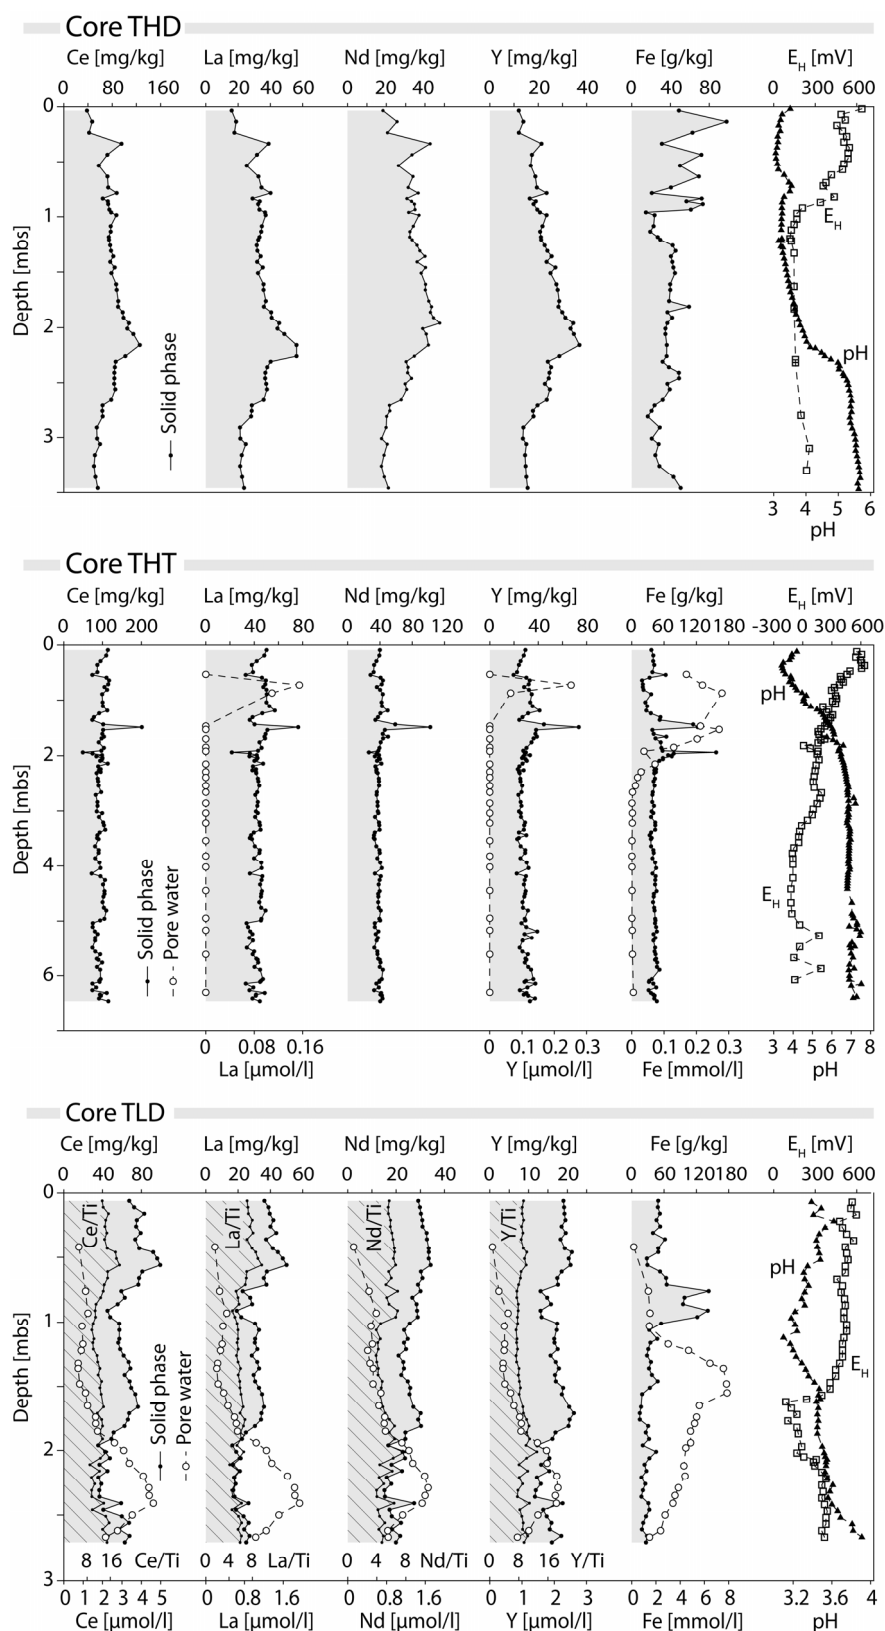 Core THD
Ce [mg/kg] La [mg/kg] Nd [mg/kg] Y [mg/kg] Fe [g/kg] E_H [mV]
0 80 160 0 20 40 60 0 20 40 0 20 40 0 40 80 0 300 600
0
1
2
3
Depth [mbs]
Solid phase
E_H
pH
3 4 5 6
pH
Core THT
Ce [mg/kg] La [mg/kg] Nd [mg/kg] Y [mg/kg] Fe [g/kg] E_H [mV]
0 100 200 0 40 80 0 40 80 120 0 40 80 0 60 120 180 -300 0 300 600
0
2
4
6
Depth [mbs]
Solid phase
Pore water
pH
E_H
0 0.08 0.16 0 0.1 0.2 0.3 0 0.1 0.2 0.3 3 4 5 6 7 8
La [µmol/l] Y [µmol/l] Fe [mmol/l] pH
Core TLD
Ce [mg/kg] La [mg/kg] Nd [mg/kg] Y [mg/kg] Fe [g/kg] E_H [mV]
0 40 80 0 20 40 60 0 20 40 0 10 20 0 60 120 180 0 300 600
0
1
2
3
Depth [mbs]
Ce/Ti
La/Ti
Nd/Ti
Y/Ti
Solid phase
Pore water
pH
E_H
8 16 Ce/Ti 0 4 8 La/Ti 0 4 8 Nd/Ti 0 8 16 Y/Ti
0 1 2 3 4 5 0 0.8 1.6 0 0.8 1.6 0 1 2 3 0 2 4 6 8 3.2 3.6 4
Ce [µmol/l] La [µmol/l] Nd [µmol/l] Y [µmol/l] Fe [mmol/l] pH